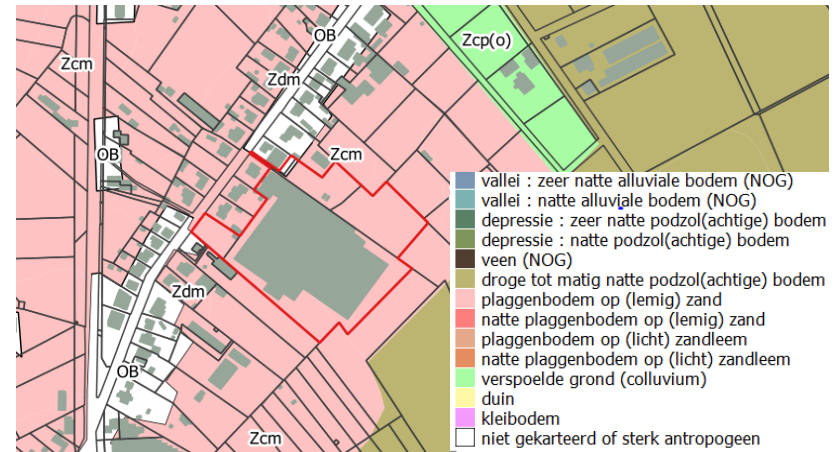 OB
Zcp(o)
Zcm
Zdm
OB
Zcm
Zdm
OB
Zcm
vallei : zeer natte alluviale bodem (NOG)
vallei : natte alluviale bodem (NOG)
depressie : zeer natte podzol(achtige) bodem
depressie : natte podzol(achtige) bodem
veen (NOG)
droge tot matig natte podzol(achtige) bodem
plaggenbodem op (lemig) zand
natte plaggenbodem op (lemig) zand
plaggenbodem op (licht) zandleem
natte plaggenbodem op (licht) zandleem
verspoelde grond (colluvium)
duin
kleibodem
niet gekarteerd of sterk antropogeen